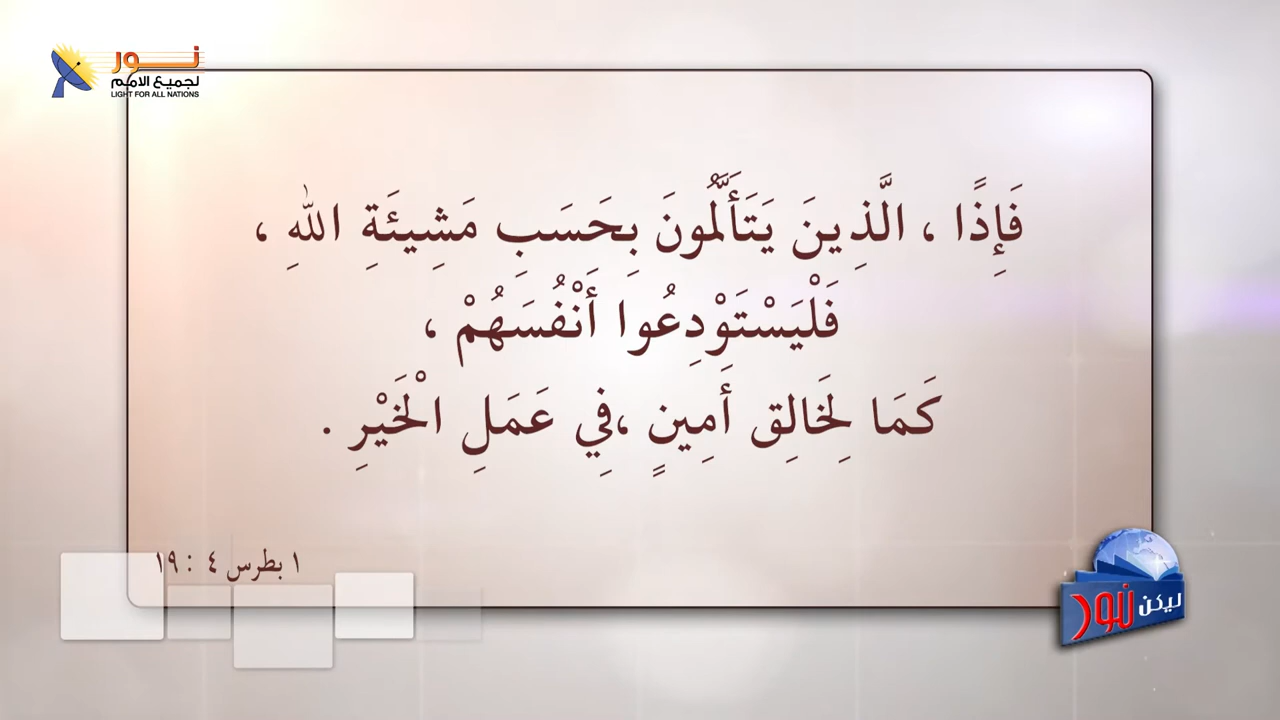 نور
لجميع الامم
LIGHT FOR ALL NATIONS
فَإِذًا ، الَّذِينَ يَتَأَلَّمُونَ بِحَسَبِ مَشِيئَةِ اللهِ ،
فَلْيَسْتَوْدِعُوا أَنْفُسَهُمْ ،
كَمَا لِخَالِقٍ أَمِينٍ ،فِي عَمَلِ الْخَيْرِ .
١ بطرس ٤ : ١٩
ليكن نور